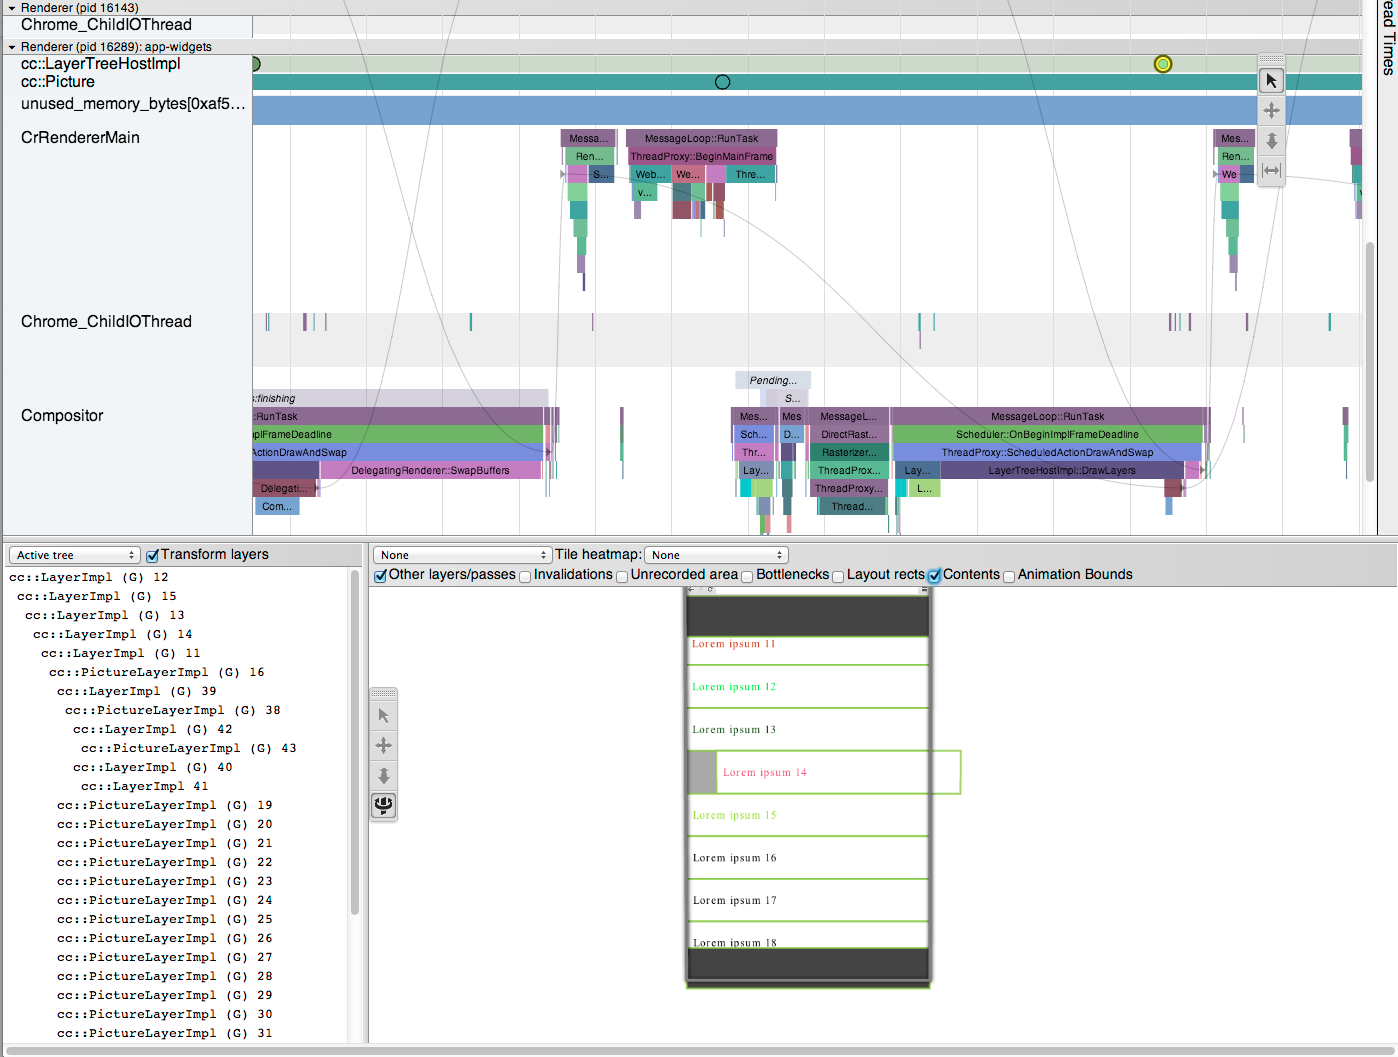 Renderer (pid 16143)
Chrome_ChildIOThread
Renderer (pid 16289): app-widgets
cc::LayerTreeHostImpl
cc::Picture
unused_memory_bytes[0xaf5...
CrRendererMain
Messa...
MessageLoop::RunTask
Mes...
Ren...
ThreadProxy::BeginMainFrame
Ren...
S...
Web...
We...
Thre...
We
v...
Chrome_ChildIOThread
Pending...
:finishing
S...
Compositor
:RunTask
Mes...
Mes
MessageL...
MessageLoop::RunTask
mplFrameDeadline
Sch...
D...
DirectRast...
Scheduler::OnBeginImplFrameDeadline
ActionDrawAndSwap
Thr...
Rasterizer...
ThreadProxy::ScheduledActionDrawAndSwap
DelegatingRenderer::SwapBuffers
Lay...
ThreadProx...
Lay...
LayerTreeHostImpl::DrawLayers
Delegati...
ThreadProxy...
L...
Com...
Thread...
ead Times
Active tree
Transform layers
None
Tile heatmap:
None
Other layers/passes
Invalidations
Unrecorded area
Bottlenecks
Layout rects
Contents
Animation Bounds
cc::LayerImpl (G) 12
cc::LayerImpl (G) 15
cc::LayerImpl (G) 13
cc::LayerImpl (G) 14
cc::LayerImpl (G) 11
cc::PictureLayerImpl (G) 16
cc::LayerImpl (G) 39
cc::PictureLayerImpl (G) 38
cc::LayerImpl (G) 42
cc::PictureLayerImpl (G) 43
cc::LayerImpl (G) 40
cc::LayerImpl 41
cc::PictureLayerImpl (G) 19
cc::PictureLayerImpl (G) 20
cc::PictureLayerImpl (G) 21
cc::PictureLayerImpl (G) 22
cc::PictureLayerImpl (G) 23
cc::PictureLayerImpl (G) 24
cc::PictureLayerImpl (G) 25
cc::PictureLayerImpl (G) 26
cc::PictureLayerImpl (G) 27
cc::PictureLayerImpl (G) 28
cc::PictureLayerImpl (G) 29
cc::PictureLayerImpl (G) 30
cc::PictureLayerImpl (G) 31
Lorem ipsum 11
Lorem ipsum 12
Lorem ipsum 13
Lorem ipsum 14
Lorem ipsum 15
Lorem ipsum 16
Lorem ipsum 17
Lorem ipsum 18